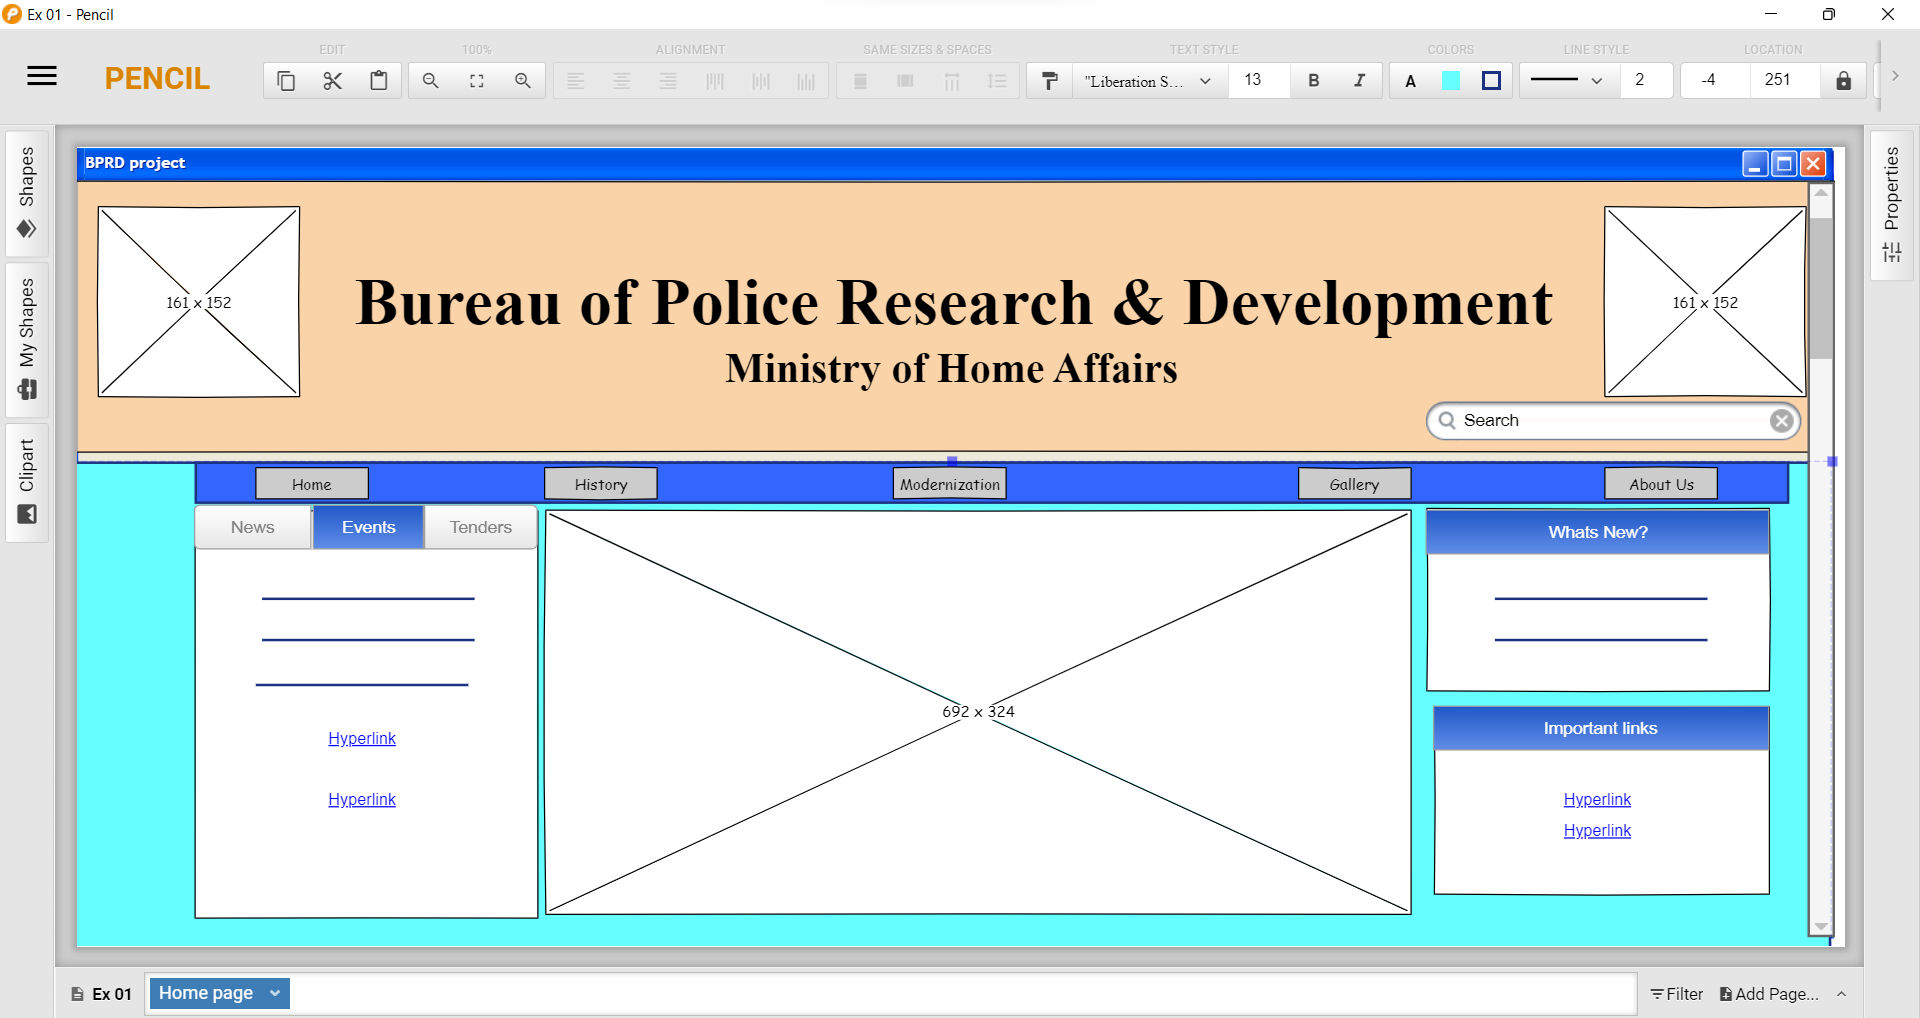 Ex 01 - Pencil
EDIT
100%
ALIGNMENT
SAME SIZES & SPACES
TEXT STYLE
COLORS
LINE STYLE
LOCATION
PENCIL
"Liberation S...
13
B
I
A
2
-4
251
Shapes
My Shapes
Clipart
Properties
BPRD project
161 x 152
161 x 152
Bureau of Police Research & Development
Ministry of Home Affairs
Search
Home
History
Modernization
Gallery
About Us
News
Events
Tenders
Hyperlink
Hyperlink
692 x 324
Whats New?
Important links
Hyperlink
Hyperlink
Ex 01
Home page
Filter
Add Page...